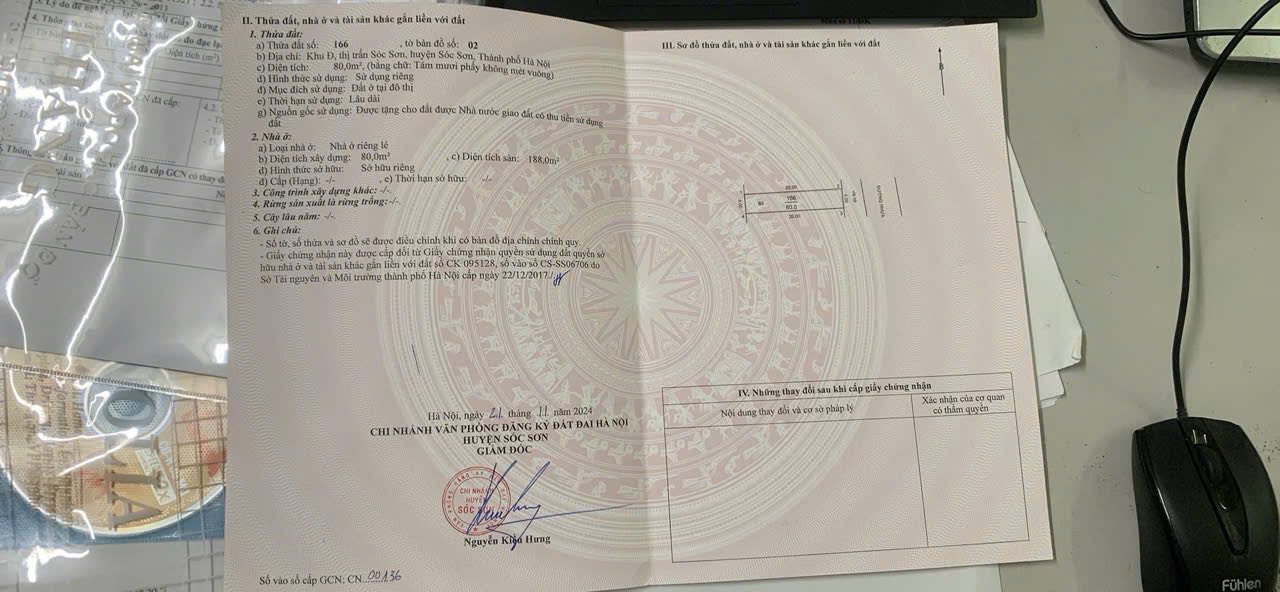 II. Thửa đất, nhà ở và tài sản khác gắn liền với đất
1. Thửa đất:
a) Thửa đất số: 166 , tờ bản đồ số: 02
b) Địa chỉ: Khu Đ, thị trấn Sóc Sơn, huyện Sóc Sơn, Thành phố Hà Nội
c) Diện tích: 80,0m², (bằng chữ: Tám mươi phẩy không mét vuông)
d) Hình thức sử dụng: Sử dụng riêng
đ) Mục đích sử dụng: Đất ở tại đô thị
e) Thời hạn sử dụng: Lâu dài
g) Nguồn gốc sử dụng: Được tặng cho đất được Nhà nước giao đất có thu tiền sử dụng
đất
2. Nhà ở:
a) Loại nhà ở: Nhà ở riêng lẻ
b) Diện tích xây dựng: 80,0m² , c) Diện tích sàn: 188,0m²
d) Hình thức sở hữu: Sở hữu riêng
đ) Cấp (Hạng): -/- , e) Thời hạn sở hữu: -/-
3. Công trình xây dựng khác: -/-.
4. Rừng sản xuất là rừng trồng: -/-.
5. Cây lâu năm: -/-.
6. Ghi chú:
- Số tờ, số thửa và sơ đồ sẽ được điều chỉnh khi có bản đồ địa chính chính quy.
- Giấy chứng nhận này được cấp đổi từ Giấy chứng nhận quyền sử dụng đất quyền sở
hữu nhà ở và tài sản khác gắn liền với đất số CK 095128, số vào sổ CS-SS06706 do
Sở Tài nguyên và Môi trường thành phố Hà Nội cấp ngày 22/12/2017./.
Hà Nội, ngày 21 tháng 11 năm 2024
CHI NHÁNH VĂN PHÒNG ĐĂNG KÝ ĐẤT ĐAI HÀ NỘI
HUYỆN SÓC SƠN
GIÁM ĐỐC
CHI NHÁNH
HUYỆN
SÓC SƠN
Nguyễn Kiều Hưng
Số vào sổ cấp GCN: CN 00136
III. Sơ đồ thửa đất, nhà ở và tài sản khác gắn liền với đất
B
20.00
166
80.0
20.00
IV. Những thay đổi sau khi cấp giấy chứng nhận
Nội dung thay đổi và cơ sở pháp lý
Xác nhận của cơ quan
có thẩm quyền
Fühlen